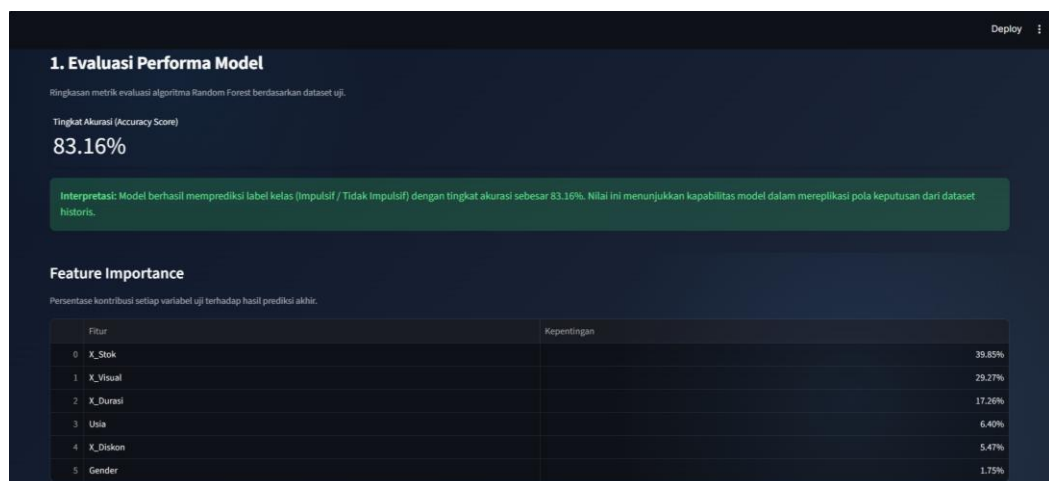 Deploy
1. Evaluasi Performa Model
Ringkasan metrik evaluasi algoritma Random Forest berdasarkan dataset uji.
Tingkat Akurasi (Accuracy Score)
83.16%
Interpretasi: Model berhasil memprediksi label kelas (Impulsif / Tidak Impulsif) dengan tingkat akurasi sebesar 83.16%. Nilai ini menunjukkan kapabilitas model dalam mereplikasi pola keputusan dari dataset
historis.
Feature Importance
Persentase kontribusi setiap variabel uji terhadap hasil prediksi akhir.
Fitur Kepentingan
0 X_Stok 39.85%
1 X_Visual 29.27%
2 X_Durasi 17.26%
3 Usia 6.40%
4 X_Diskon 5.47%
5 Gender 1.75%